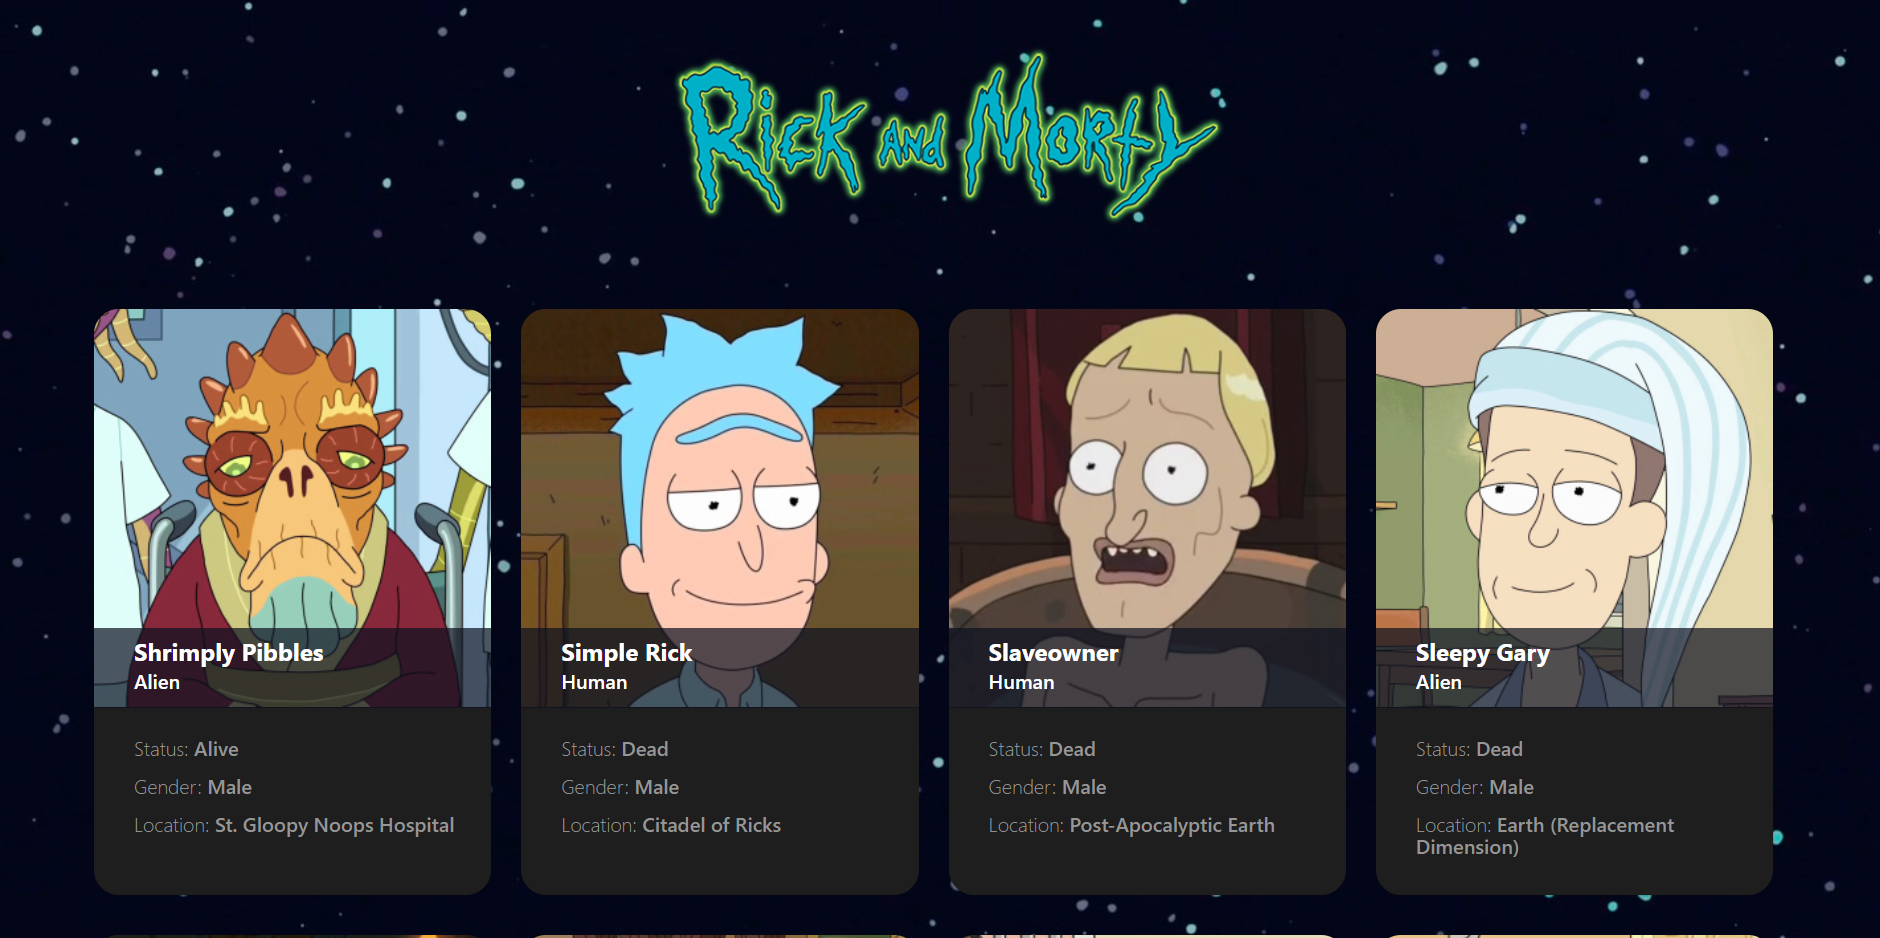 Rick and Morty
Shrimply Pibbles
Alien
Status: Alive
Gender: Male
Location: St. Gloopy Noops Hospital
Simple Rick
Human
Status: Dead
Gender: Male
Location: Citadel of Ricks
Slaveowner
Human
Status: Dead
Gender: Male
Location: Post-Apocalyptic Earth
Sleepy Gary
Alien
Status: Dead
Gender: Male
Location: Earth (Replacement
Dimension)